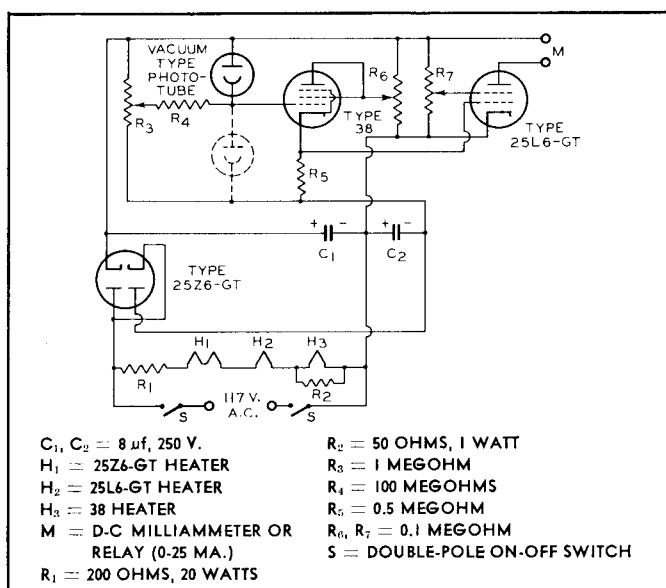 VACUUM
TYPE
PHOTO-
TUBE
R3
R4
TYPE
38
R5
R6
R7
M
TYPE
25L6-GT
+ -
C1
+ -
C2
TYPE
25Z6-GT
H1
H2
H3
R1
R2
S
117 V.
A.C.
S
C1, C2 = 8 µf, 250 V.
H1 = 25Z6-GT HEATER
H2 = 25L6-GT HEATER
H3 = 38 HEATER
M = D-C MILLIAMMETER OR
RELAY (0-25 MA.)
R1 = 200 OHMS, 20 WATTS
R2 = 50 OHMS, 1 WATT
R3 = 1 MEGOHM
R4 = 100 MEGOHMS
R5 = 0.5 MEGOHM
R6, R7 = 0.1 MEGOHM
S = DOUBLE-POLE ON-OFF SWITCH